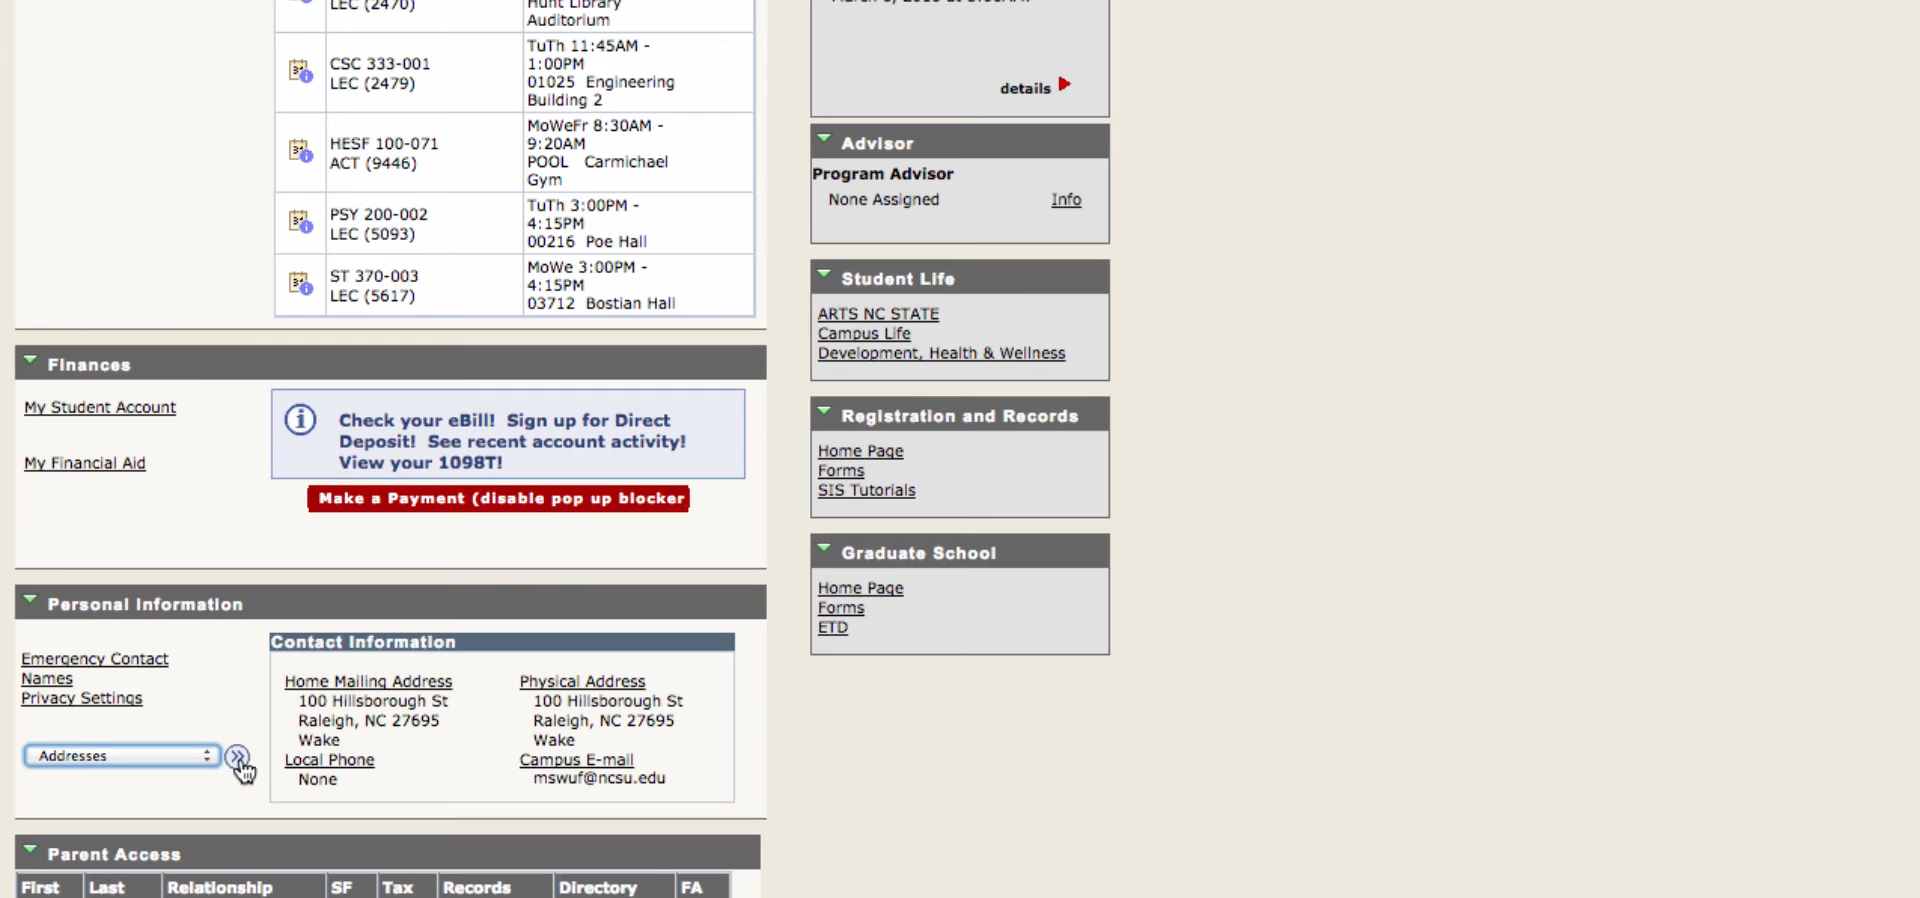 LEC (2470)
Hunt Library
Auditorium
CSC 333-001
LEC (2479)
TuTh 11:45AM -
1:00PM
01025 Engineering
Building 2
HESF 100-071
ACT (9446)
MoWeFr 8:30AM -
9:20AM
POOL Carmichael
Gym
PSY 200-002
LEC (5093)
TuTh 3:00PM -
4:15PM
00216 Poe Hall
ST 370-003
LEC (5617)
MoWe 3:00PM -
4:15PM
03712 Bostian Hall
Finances
My Student Account
My Financial Aid
Check your eBill! Sign up for Direct
Deposit! See recent account activity!
View your 1098T!
Make a Payment (disable pop up blocker
Personal Information
Emergency Contact
Names
Privacy Settings
Addresses
Contact Information
Home Mailing Address
100 Hillsborough St
Raleigh, NC 27695
Wake
Local Phone
None
Physical Address
100 Hillsborough St
Raleigh, NC 27695
Wake
Campus E-mail
mswuf@ncsu.edu
Parent Access
First Last Relationship SF Tax Records Directory FA
details
Advisor
Program Advisor
None Assigned Info
Student Life
ARTS NC STATE
Campus Life
Development, Health & Wellness
Registration and Records
Home Page
Forms
SIS Tutorials
Graduate School
Home Page
Forms
ETD